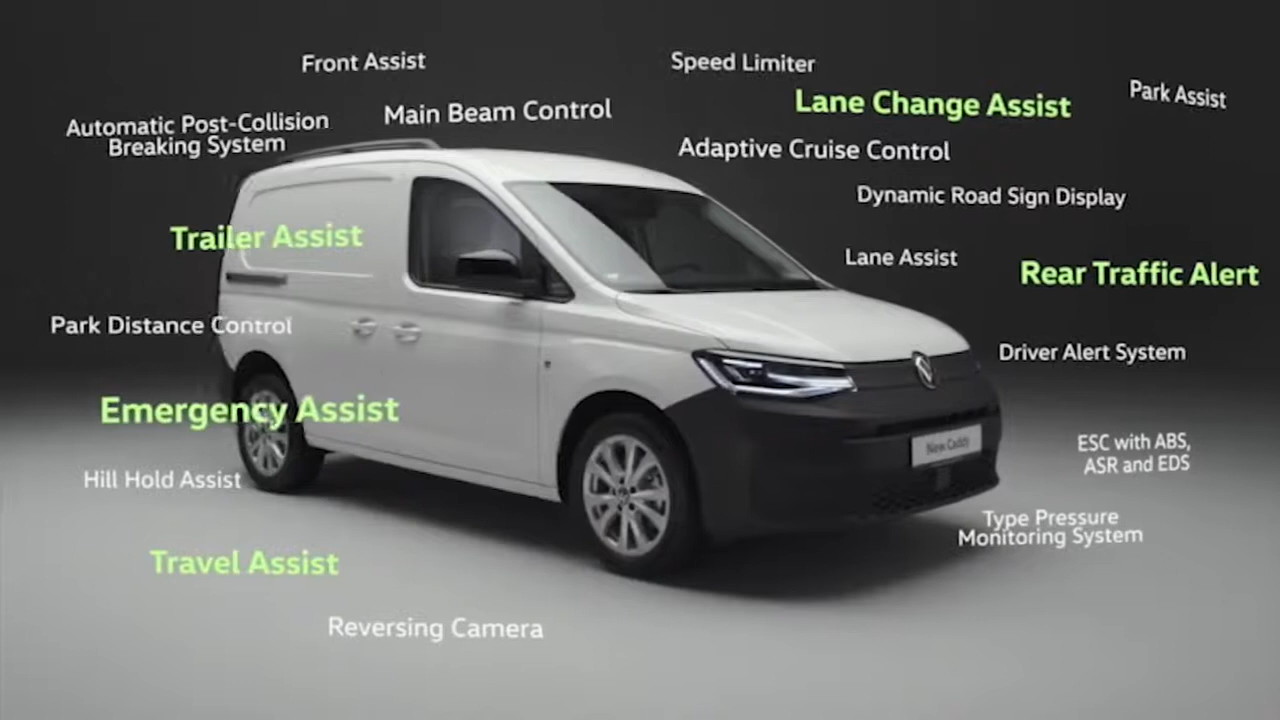 Front Assist
Speed Limiter
Park Assist
Lane Change Assist
Main Beam Control
Automatic Post-Collision
Breaking System
Adaptive Cruise Control
Dynamic Road Sign Display
Trailer Assist
Lane Assist
Rear Traffic Alert
Park Distance Control
Driver Alert System
Emergency Assist
New Caddy
ESC with ABS,
ASR and EDS
Hill Hold Assist
Type Pressure
Monitoring System
Travel Assist
Reversing Camera